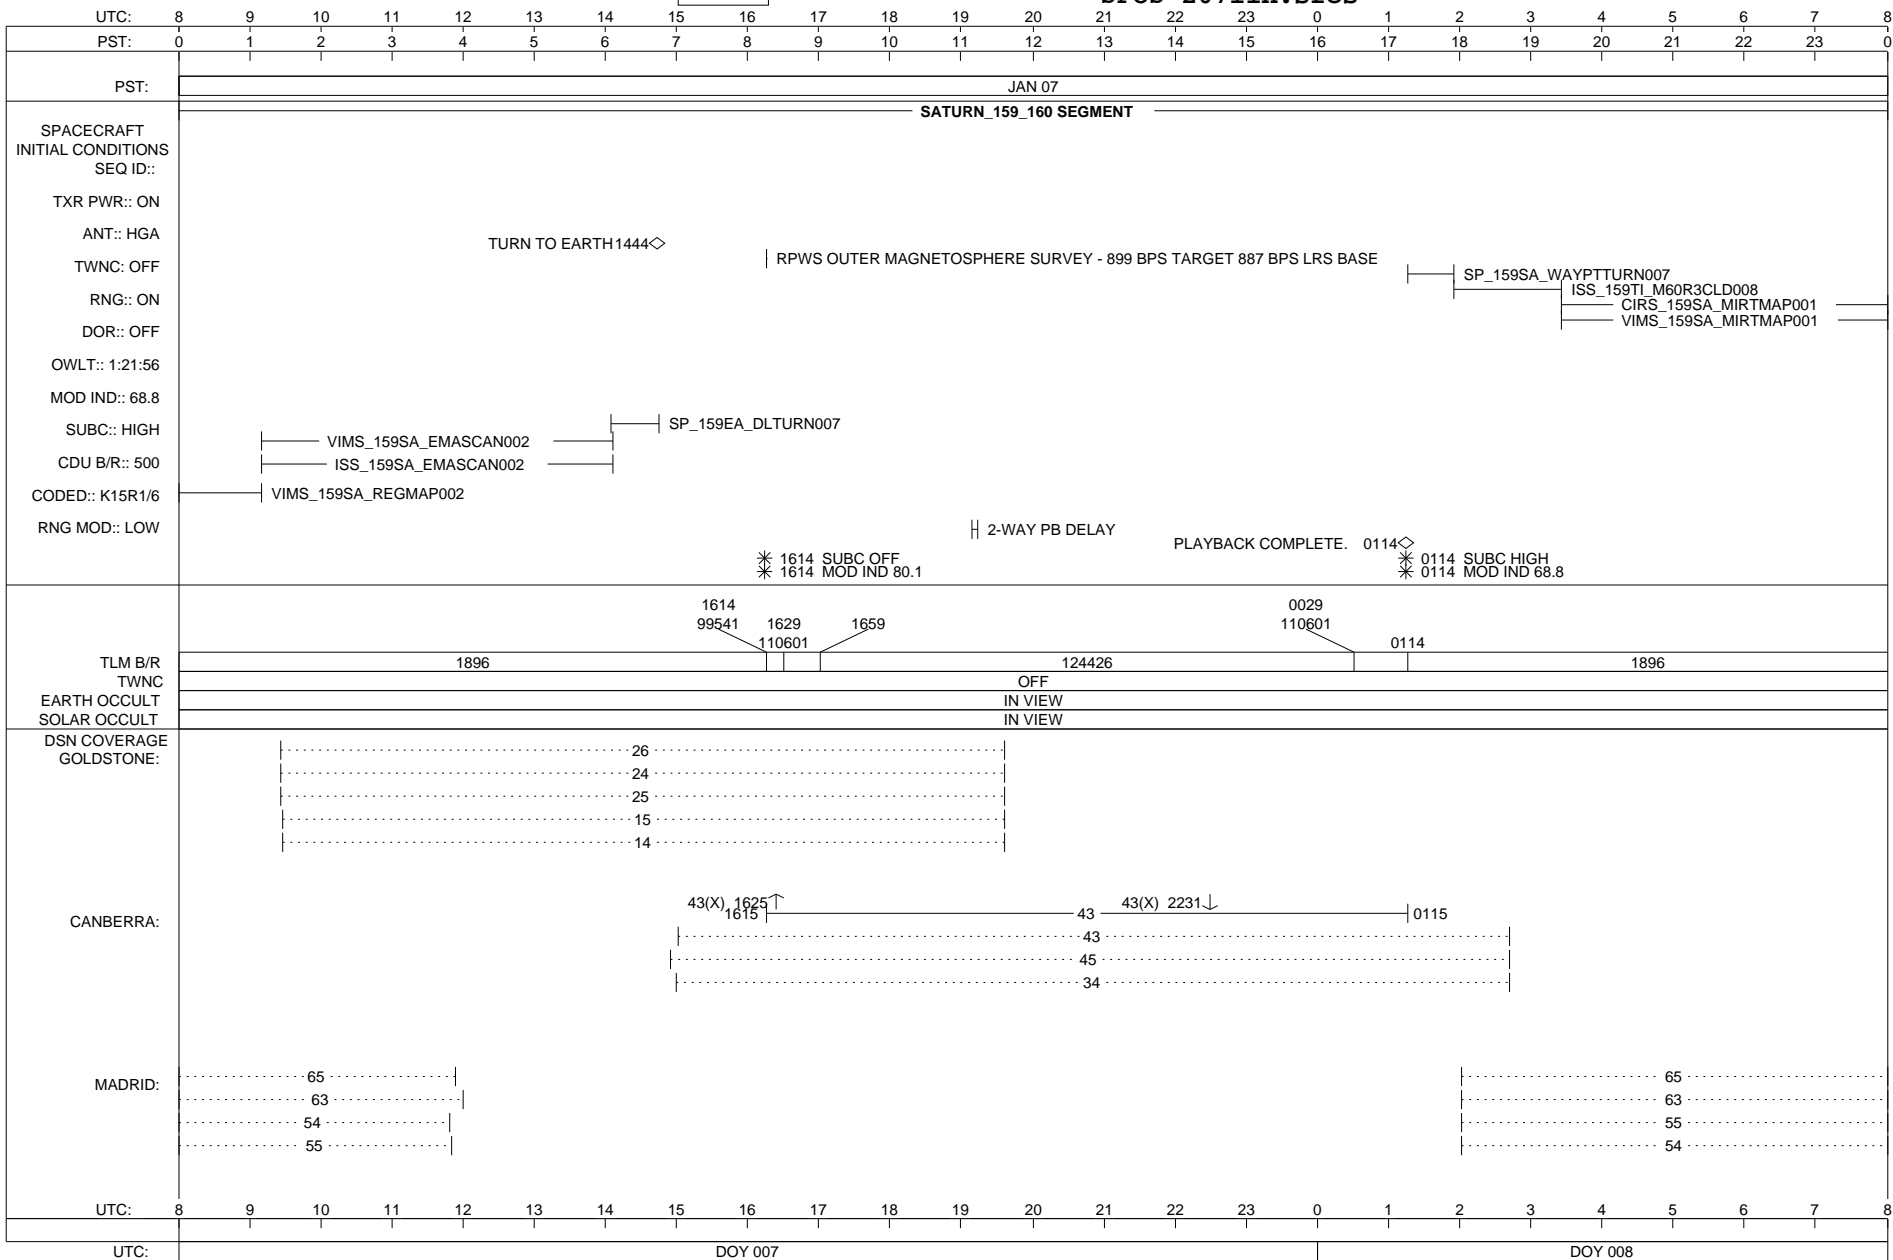 UTC: 8 9 10 11 12 13 14 15 16 17 18 19 20 21 22 23 0 1 2 3 4 5 6 7 8
PST: 0 1 2 3 4 5 6 7 8 9 10 11 12 13 14 15 16 17 18 19 20 21 22 23 0
PST: JAN 07
SATURN_159_160 SEGMENT
SPACECRAFT
INITIAL CONDITIONS
SEQ ID::
TXR PWR:: ON
ANT:: HGA
TURN TO EARTH 1444
RPWS OUTER MAGNETOSPHERE SURVEY - 899 BPS TARGET 887 BPS LRS BASE
TWNC: OFF
SP_159SA_WAYPTTURN007
ISS_159TI_M60R3CLD008
RNG:: ON
CIRS_159SA_MIRTMAP001
VIMS_159SA_MIRTMAP001
DOR:: OFF
OWLT:: 1:21:56
MOD IND:: 68.8
SP_159EA_DLTURN007
SUBC:: HIGH
VIMS_159SA_EMASCAN002
CDU B/R:: 500
ISS_159SA_EMASCAN002
CODED:: K15R1/6
VIMS_159SA_REGMAP002
RNG MOD:: LOW
2-WAY PB DELAY
PLAYBACK COMPLETE. 0114
1614 SUBC OFF 0114 SUBC HIGH
1614 MOD IND 80.1 0114 MOD IND 68.8
1614 0029
99541 1629 1659 110601
110601 0114
TLM B/R 1896 124426 1896
TWNC OFF
EARTH OCCULT IN VIEW
SOLAR OCCULT IN VIEW
DSN COVERAGE
GOLDSTONE:
26
24
25
15
14
43(X) 1625 43(X) 2231
1615 43 0115
CANBERRA:
43
45
34
MADRID:
65 65
63 63
54 55
55 54
UTC: 8 9 10 11 12 13 14 15 16 17 18 19 20 21 22 23 0 1 2 3 4 5 6 7 8
UTC: DOY 007 DOY 008